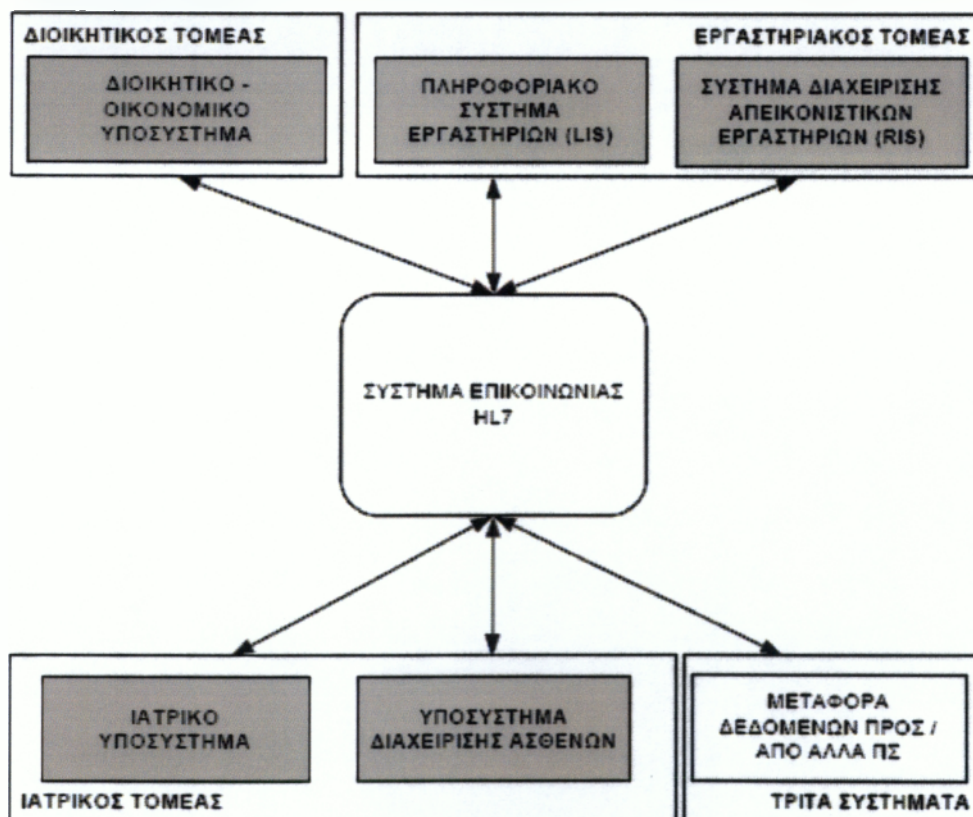 ΔΙΟΙΚΗΤΙΚΟΣ ΤΟΜΕΑΣ
ΔΙΟΙΚΗΤΙΚΟ -
ΟΙΚΟΝΟΜΙΚΟ
ΥΠΟΣΥΣΤΗΜΑ
ΕΡΓΑΣΤΗΡΙΑΚΟΣ ΤΟΜΕΑΣ
ΠΛΗΡΟΦΟΡΙΑΚΟ
ΣΥΣΤΗΜΑ
ΕΡΓΑΣΤΗΡΙΩΝ (LIS)
ΣΥΣΤΗΜΑ ΔΙΑΧΕΙΡΙΣΗΣ
ΑΠΕΙΚΟΝΙΣΤΙΚΩΝ
ΕΡΓΑΣΤΗΡΙΩΝ (RIS)
ΣΥΣΤΗΜΑ ΕΠΙΚΟΙΝΩΝΙΑΣ
HL7
ΙΑΤΡΙΚΟ
ΥΠΟΣΥΣΤΗΜΑ
ΥΠΟΣΥΣΤΗΜΑ
ΔΙΑΧΕΙΡΙΣΗΣ ΑΣΘΕΝΩΝ
ΙΑΤΡΙΚΟΣ ΤΟΜΕΑΣ
ΜΕΤΑΦΟΡΑ
ΔΕΔΟΜΕΝΩΝ ΠΡΟΣ /
ΑΠΟ ΑΛΛΑ ΠΣ
ΤΡΙΤΑ ΣΥΣΤΗΜΑΤΑ